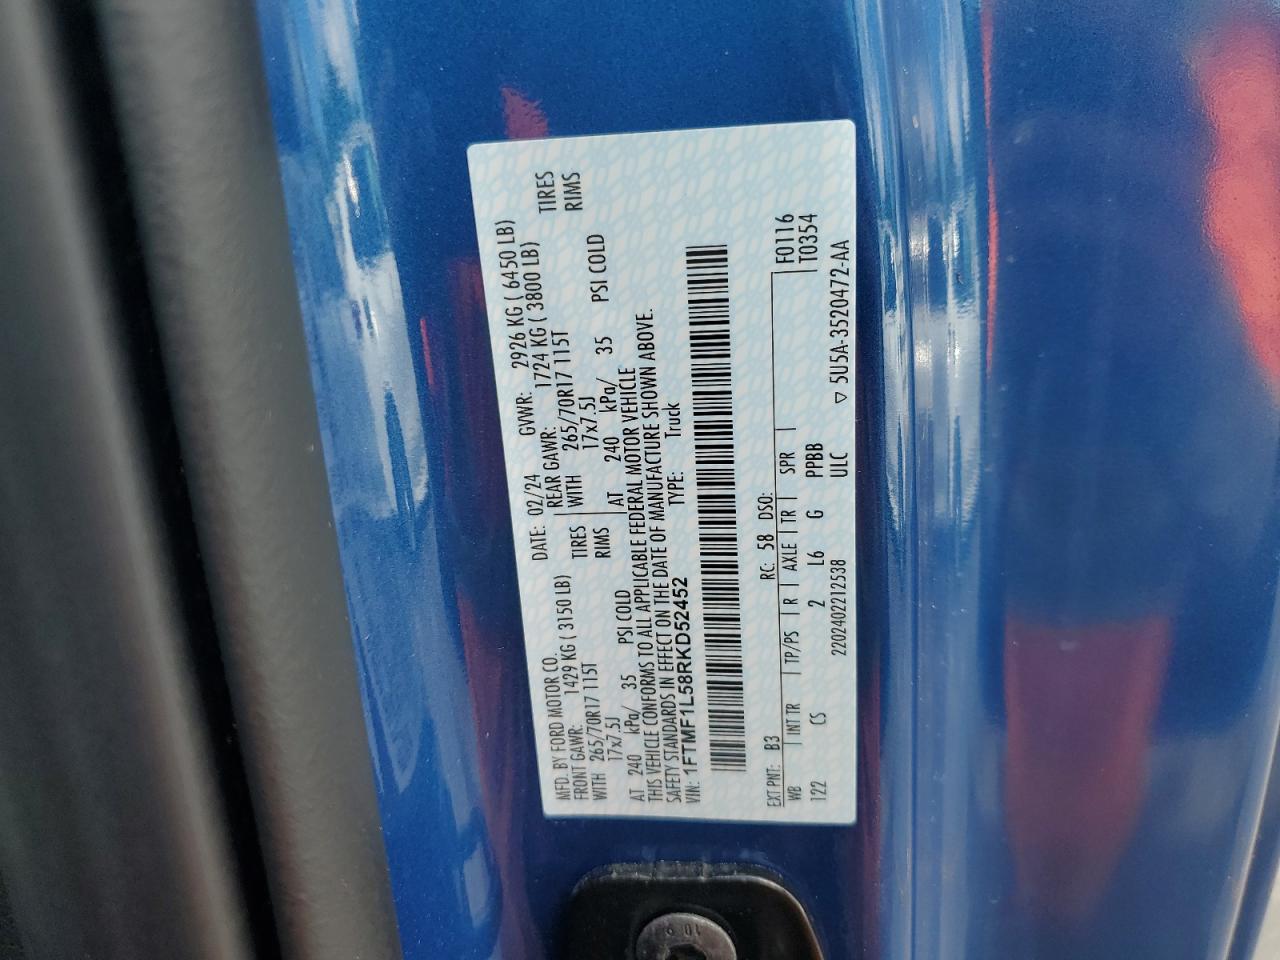 MFD. BY FORD MOTOR CO. DATE: 02/24 GVWR: 2926 KG ( 6450 LB)
FRONT GAWR: 1429 KG ( 3150 LB) REAR GAWR: 1724 KG ( 3800 LB)
WITH 265/70R17 115T TIRES WITH 265/70R17 115T TIRES
17x7.5J RIMS 17x7.5J RIMS
AT 240 kPa/ 35 PSI COLD AT 240 kPa/ 35 PSI COLD
THIS VEHICLE CONFORMS TO ALL APPLICABLE FEDERAL MOTOR VEHICLE
SAFETY STANDARDS IN EFFECT ON THE DATE OF MANUFACTURE SHOWN ABOVE.
VIN: 1FTMF1L58RKD52452 TYPE: Truck
EXT PNT: B3 RC: 58 DSO:
WB INT TR TP/PS R AXLE TR SPR F0116
122 CS 2 L6 G PPBB T0354
2202402212538 ULC ▽ 5U5A-3520472-AA
10 9